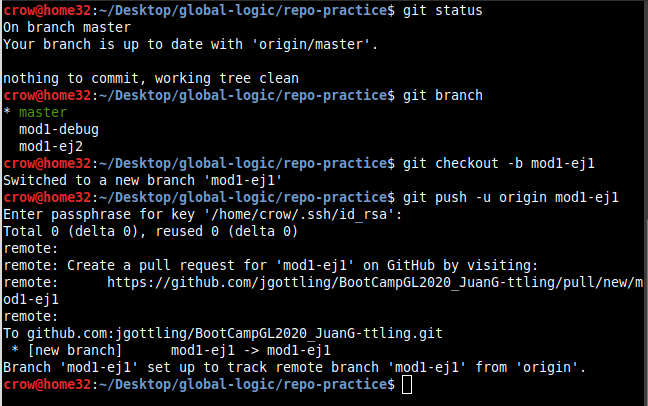 crow@home32:~/Desktop/global-logic/repo-practice$ git status
On branch master
Your branch is up to date with 'origin/master'.
nothing to commit, working tree clean
crow@home32:~/Desktop/global-logic/repo-practice$ git branch
* master
  mod1-debug
  mod1-ej2
crow@home32:~/Desktop/global-logic/repo-practice$ git checkout -b mod1-ej1
Switched to a new branch 'mod1-ej1'
crow@home32:~/Desktop/global-logic/repo-practice$ git push -u origin mod1-ej1
Enter passphrase for key '/home/crow/.ssh/id_rsa':
Total 0 (delta 0), reused 0 (delta 0)
remote:
remote: Create a pull request for 'mod1-ej1' on GitHub by visiting:
remote:      https://github.com/jgottling/BootCampGL2020_JuanG-ttling/pull/new/m
od1-ej1
remote:
To github.com:jgottling/BootCampGL2020_JuanG-ttling.git
 * [new branch]      mod1-ej1 -> mod1-ej1
Branch 'mod1-ej1' set up to track remote branch 'mod1-ej1' from 'origin'.
crow@home32:~/Desktop/global-logic/repo-practice$